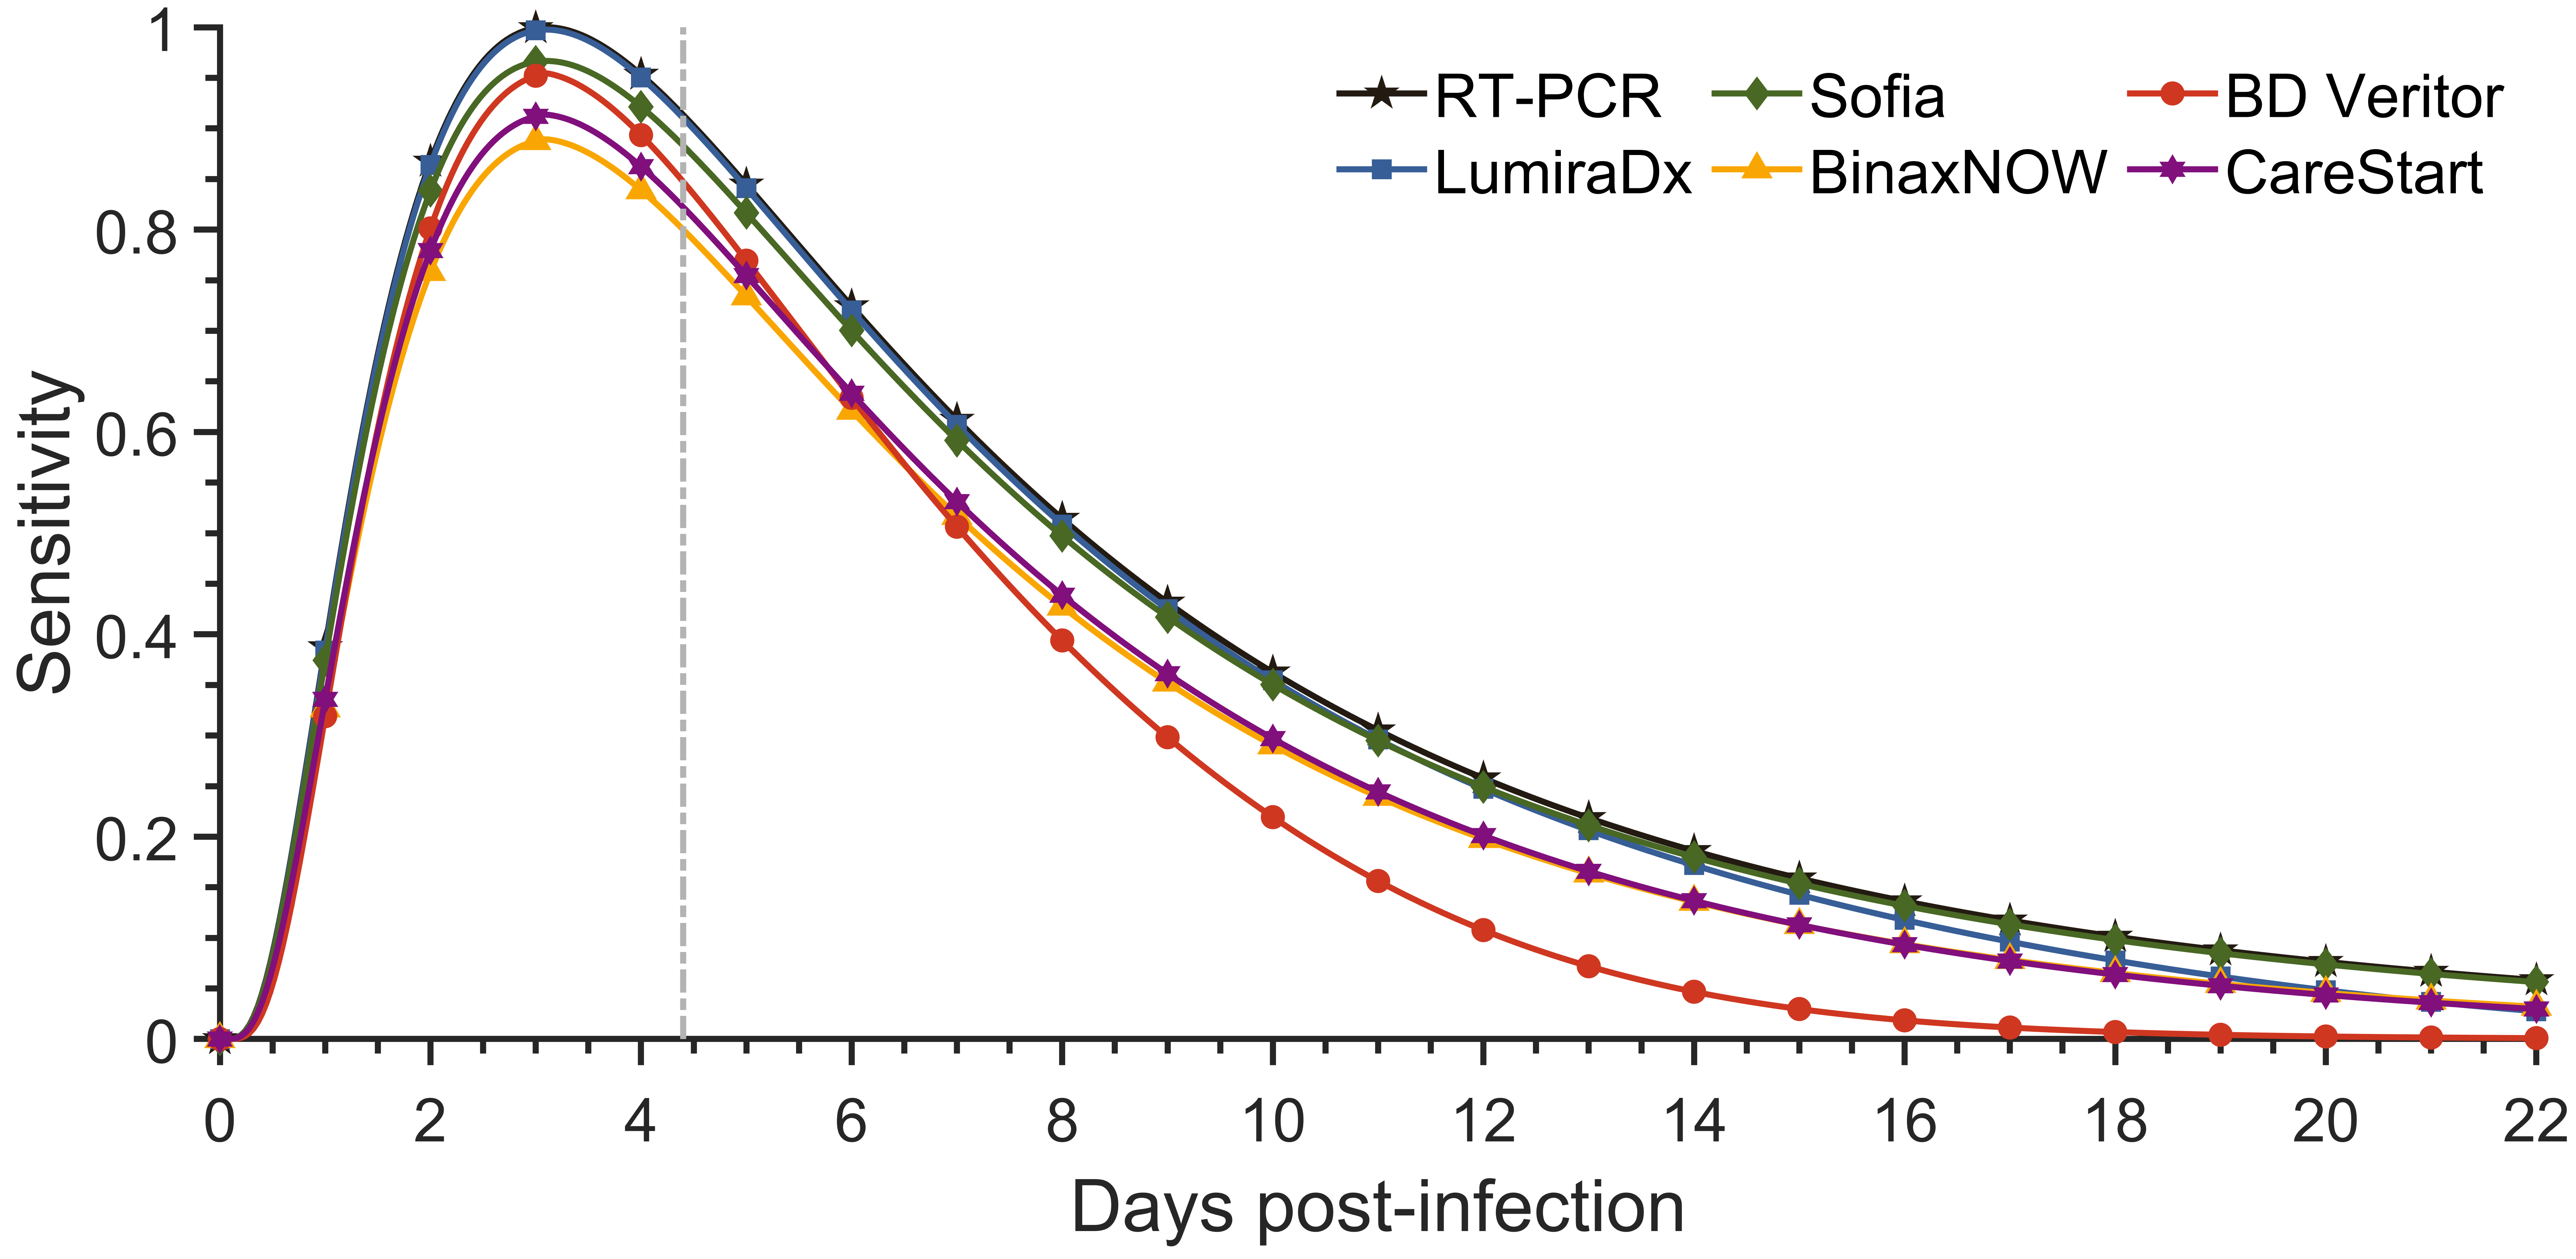 1
0.8
0.6
0.4
0.2
0
Sensitivity
RT-PCR Sofia BD Veritor
LumiraDx BinaxNOW CareStart
0 2 4 6 8 10 12 14 16 18 20 22
Days post-infection